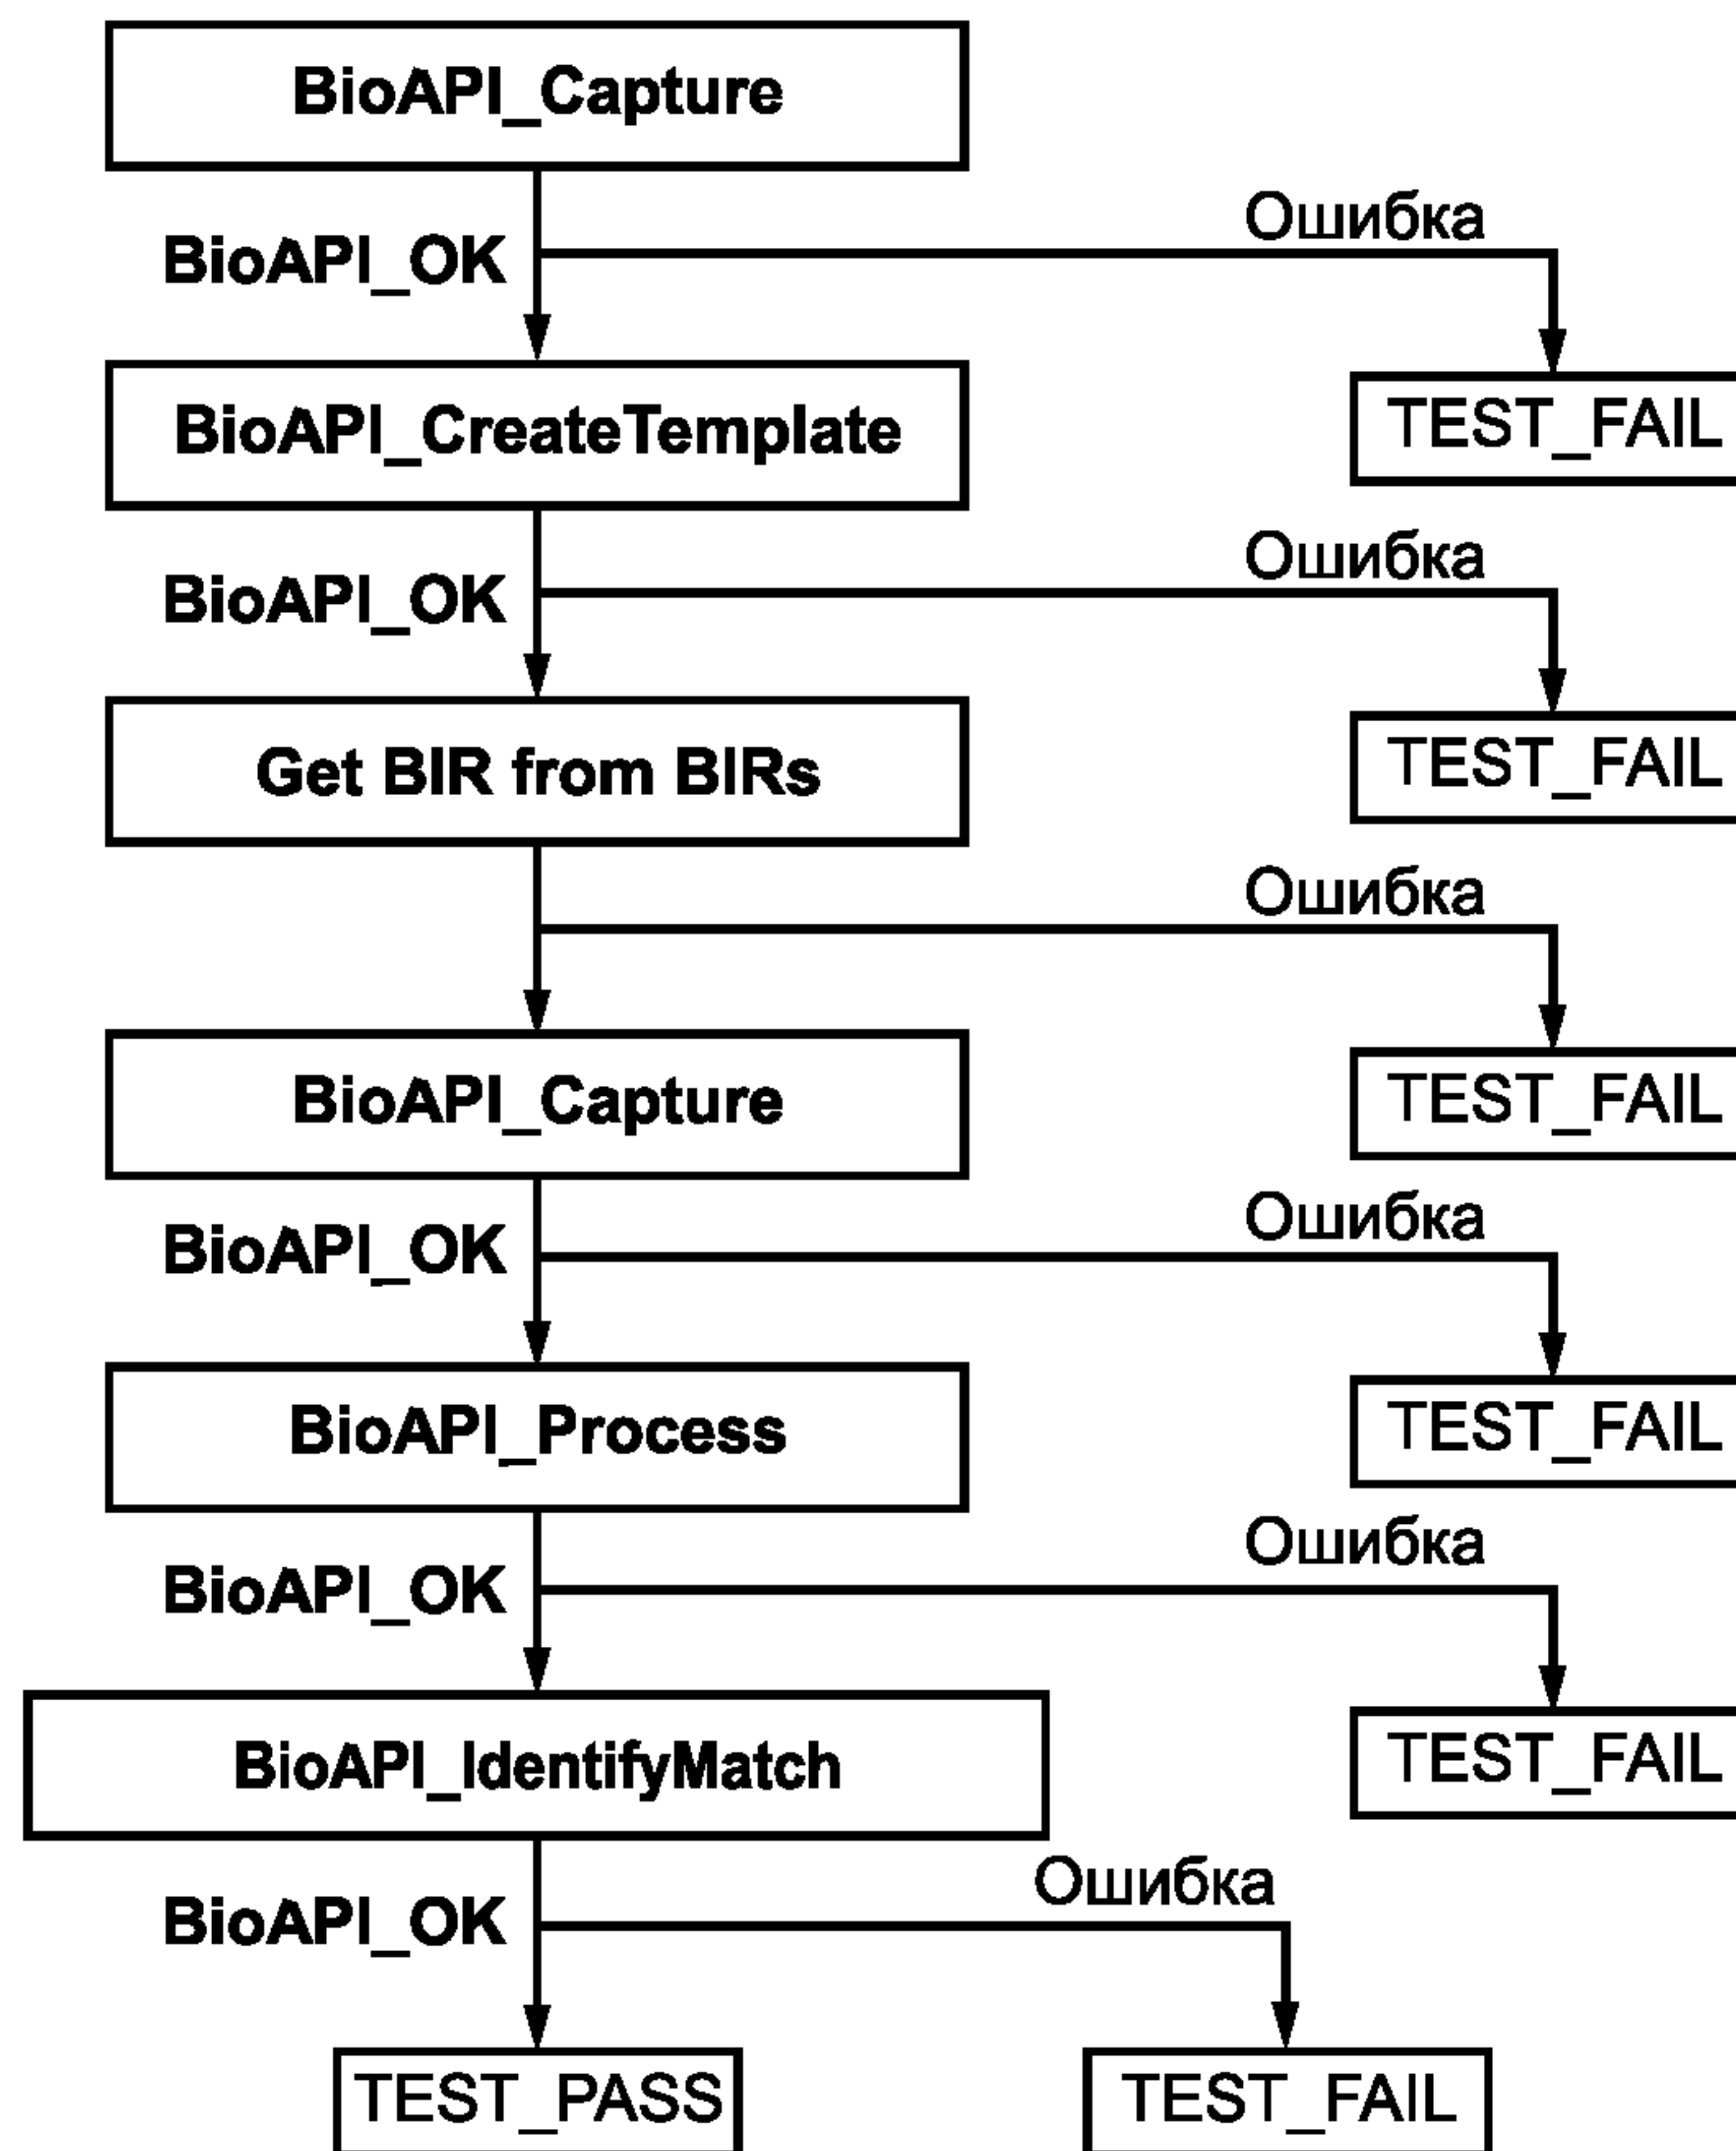 BioAPI_Capture
Ошибка
BioAPI_OK
BioAPI_CreateTemplate
TEST_FAIL
Ошибка
BioAPI_OK
Get BIR from BIRs
TEST_FAIL
Ошибка
BioAPI_Capture
TEST_FAIL
Ошибка
BioAPI_OK
BioAPI_Process
TEST_FAIL
Ошибка
BioAPI_OK
BioAPI_IdentifyMatch
TEST_FAIL
Ошибка
BioAPI_OK
TEST_PASS
TEST_FAIL